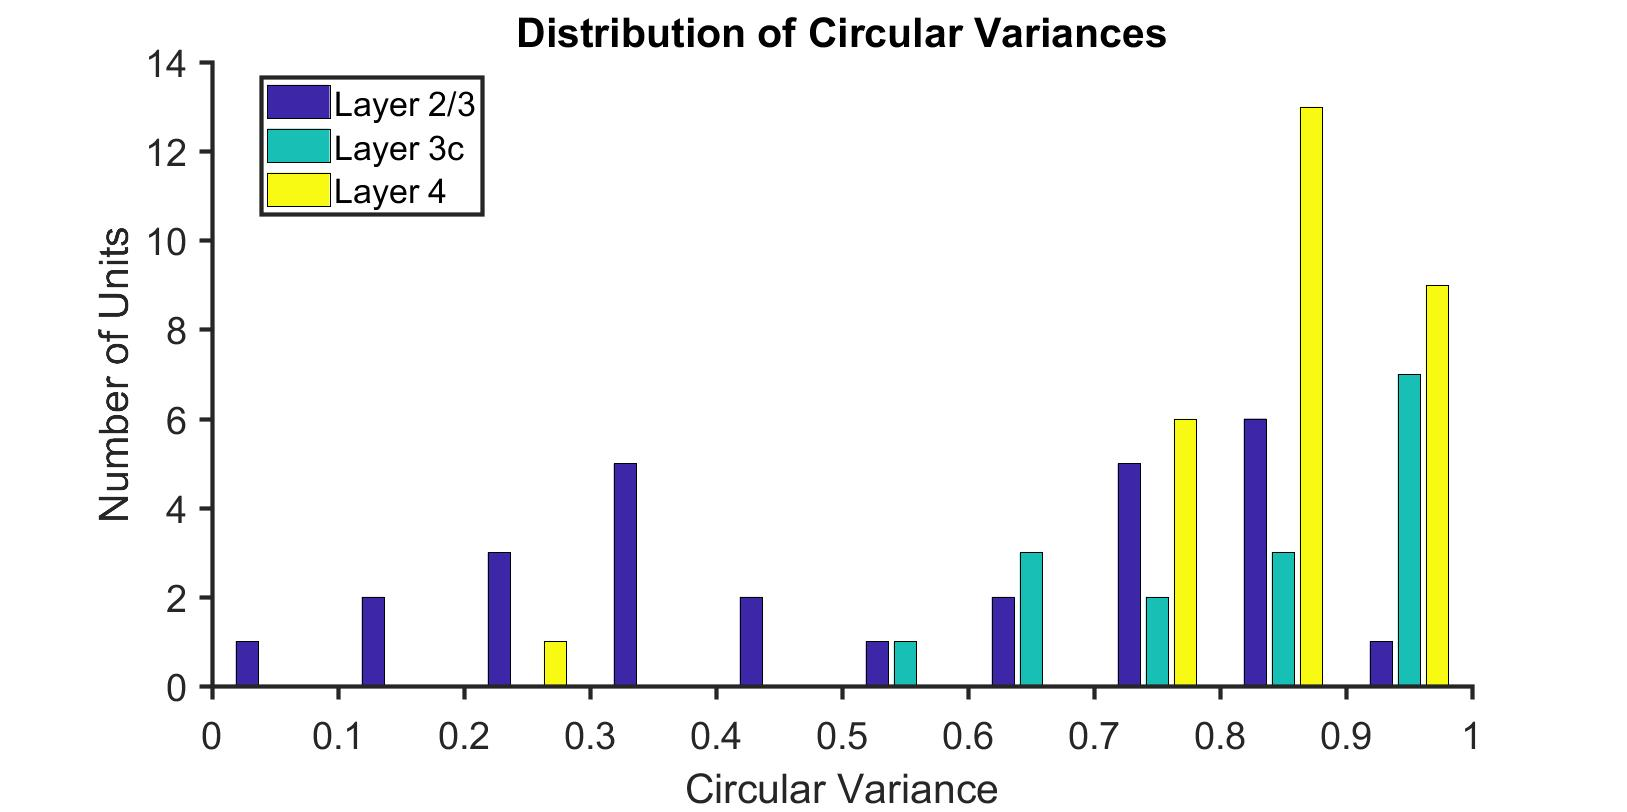 Distribution of Circular Variances
Layer 2/3
Layer 3c
Layer 4
Number of Units
14
12
10
8
6
4
2
0
0 0.1 0.2 0.3 0.4 0.5 0.6 0.7 0.8 0.9 1
Circular Variance